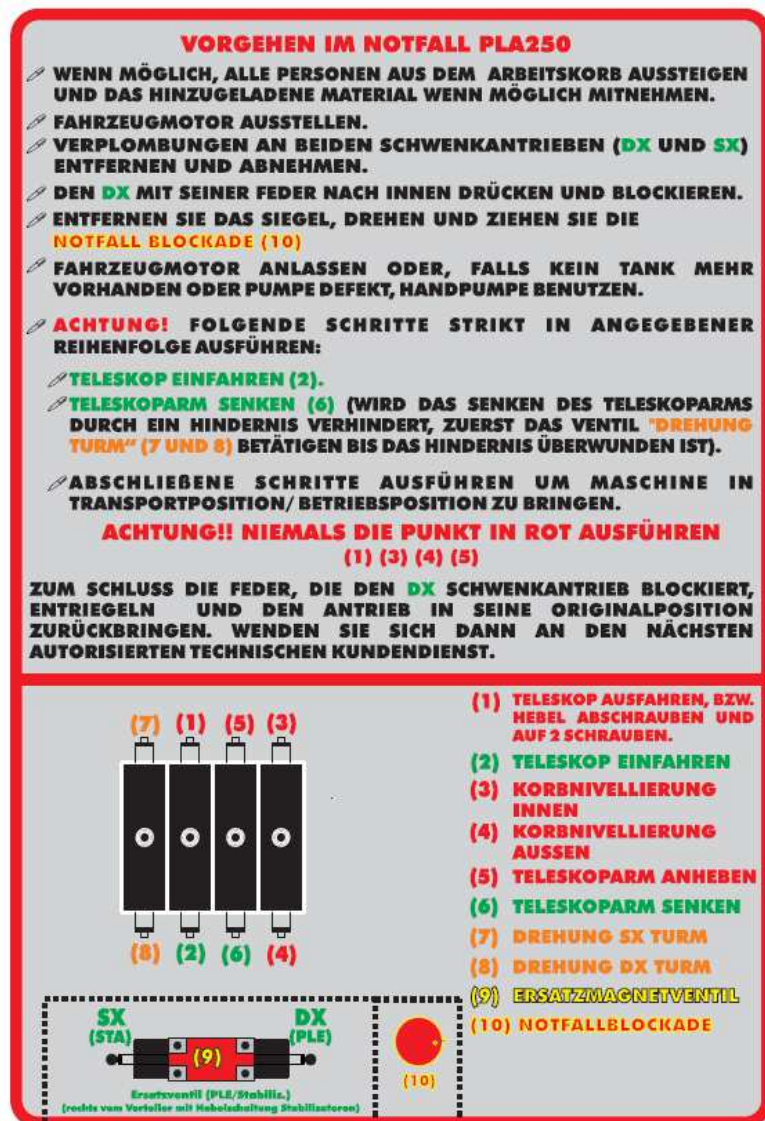 VORGEHEN IM NOTFALL PLA250
WENN MÖGLICH, ALLE PERSONEN AUS DEM ARBEITSKORB AUSSTEIGEN
UND DAS HINZUGELADENE MATERIAL WENN MÖGLICH MITNEHMEN.
FAHRZEUGMOTOR AUSSTELLEN.
VERPLOMBUNGEN AN BEIDEN SCHWENKANTRIEBEN (DX UND SX)
ENTFERNEN UND ABNEHMEN.
DEN DX MIT SEINER FEDER NACH INNEN DRÜCKEN UND BLOCKIEREN.
ENTFERNEN SIE DAS SIEGEL, DREHEN UND ZIEHEN SIE DIE
NOTFALL BLOCKADE (10)
FAHRZEUGMOTOR ANLASSEN ODER, FALLS KEIN TANK MEHR
VORHANDEN ODER PUMPE DEFEKT, HANDPUMPE BENUTZEN.
ACHTUNG! FOLGENDE SCHRITTE STRIKT IN ANGEGEBENER
REIHENFOLGE AUSFÜHREN:
TELESKOP EINFAHREN (2).
TELESKOPARM SENKEN (6) (WIRD DAS SENKEN DES TELESKOPARMS
DURCH EIN HINDERNIS VERHINDERT, ZUERST DAS VENTIL "DREHUNG
TURM“ (7 UND 8) BETÄTIGEN BIS DAS HINDERNIS ÜBERWUNDEN IST).
ABSCHLIEßENE SCHRITTE AUSFÜHREN UM MASCHINE IN
TRANSPORTPOSITION/ BETRIEBSPOSITION ZU BRINGEN.
ACHTUNG!! NIEMALS DIE PUNKT IN ROT AUSFÜHREN
(1) (3) (4) (5)
ZUM SCHLUSS DIE FEDER, DIE DEN DX SCHWENKANTRIEB BLOCKIERT,
ENTRIEGELN UND DEN ANTRIEB IN SEINE ORIGINALPOSITION
ZURÜCKBRINGEN. WENDEN SIE SICH DANN AN DEN NÄCHSTEN
AUTORISIERTEN TECHNISCHEN KUNDENDIENST.
(7) (1) (5) (3)
(8) (2) (6) (4)
(1) TELESKOP AUSFAHREN, BZW.
HEBEL ABSCHRAUBEN UND
AUF 2 SCHRAUBEN.
(2) TELESKOP EINFAHREN
(3) KORBNIVELLIERUNG
INNEN
(4) KORBNIVELLIERUNG
AUSSEN
(5) TELESKOPARM ANHEBEN
(6) TELESKOPARM SENKEN
(7) DREHUNG SX TURM
(8) DREHUNG DX TURM
(9) ERSATZMAGNETVENTIL
(10) NOTFALLBLOCKADE
SX DX
(STA) (PLE)
(9)
Ersatzventil (PLE/Stabiliz.)
(rechts vom Verteiler mit Hebelschaltung Stabilisatoren)
(10)